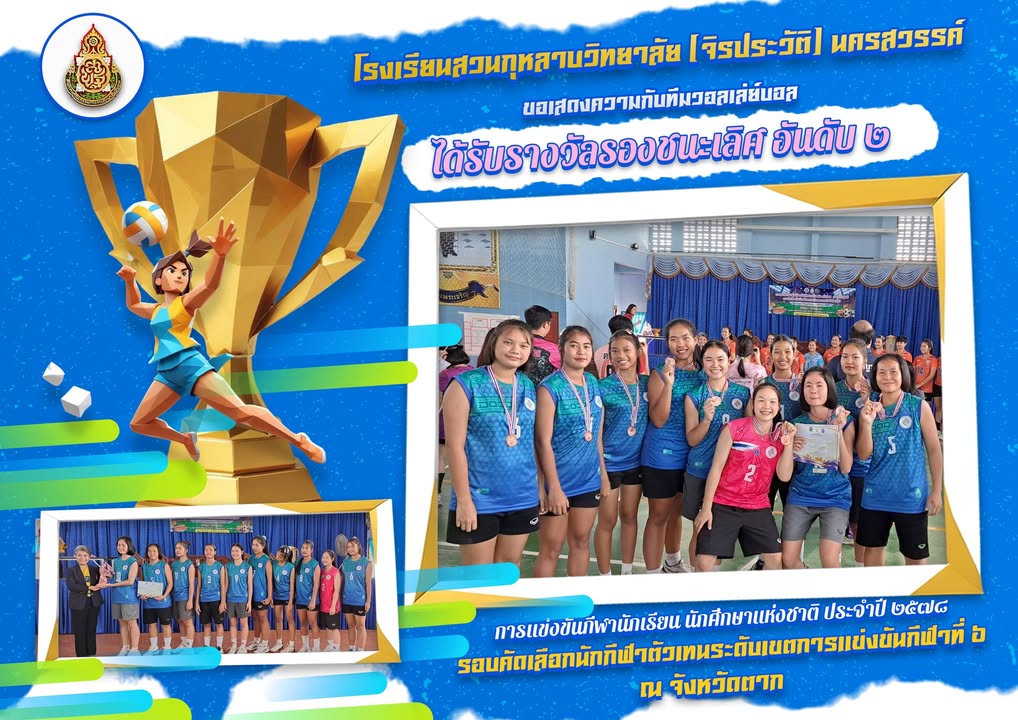 โรงเรียนสวนกุหลาบวิทยาลัย (จิรประวัติ) นครสวรรค์
ขอเสดงความกับทีมวอลเล่ย์บอล
ได้รับรางวัลรองชนะเลิศ อันดับ ๒
การแข่งขันกีฬานักเรียน นักศึกษาแห่งชาติ ประจำปี ๒๕๗๘
รอบคัดเลือกนักกีฬาตัวเทนระดับเขตการแข่งขันกีฬาที่ ๖
ณ จังหวัดตาก
2
5